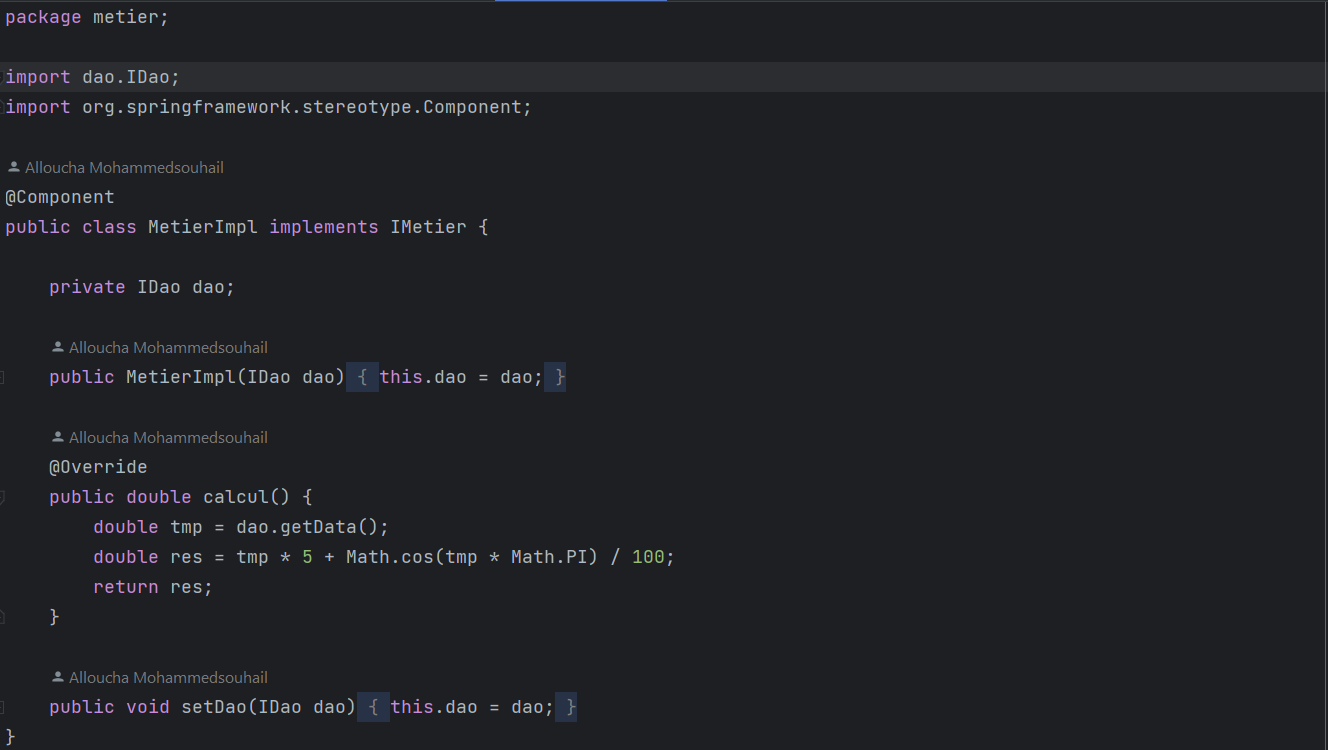 package metier;
import dao.IDao;
import org.springframework.stereotype.Component;
Alloucha Mohammedsouhail
@Component
public class MetierImpl implements IMetier {
private IDao dao;
Alloucha Mohammedsouhail
public MetierImpl(IDao dao) { this.dao = dao; }
Alloucha Mohammedsouhail
@Override
public double calcul() {
double tmp = dao.getData();
double res = tmp * 5 + Math.cos(tmp * Math.PI) / 100;
return res;
}
Alloucha Mohammedsouhail
public void setDao(IDao dao) { this.dao = dao; }
}